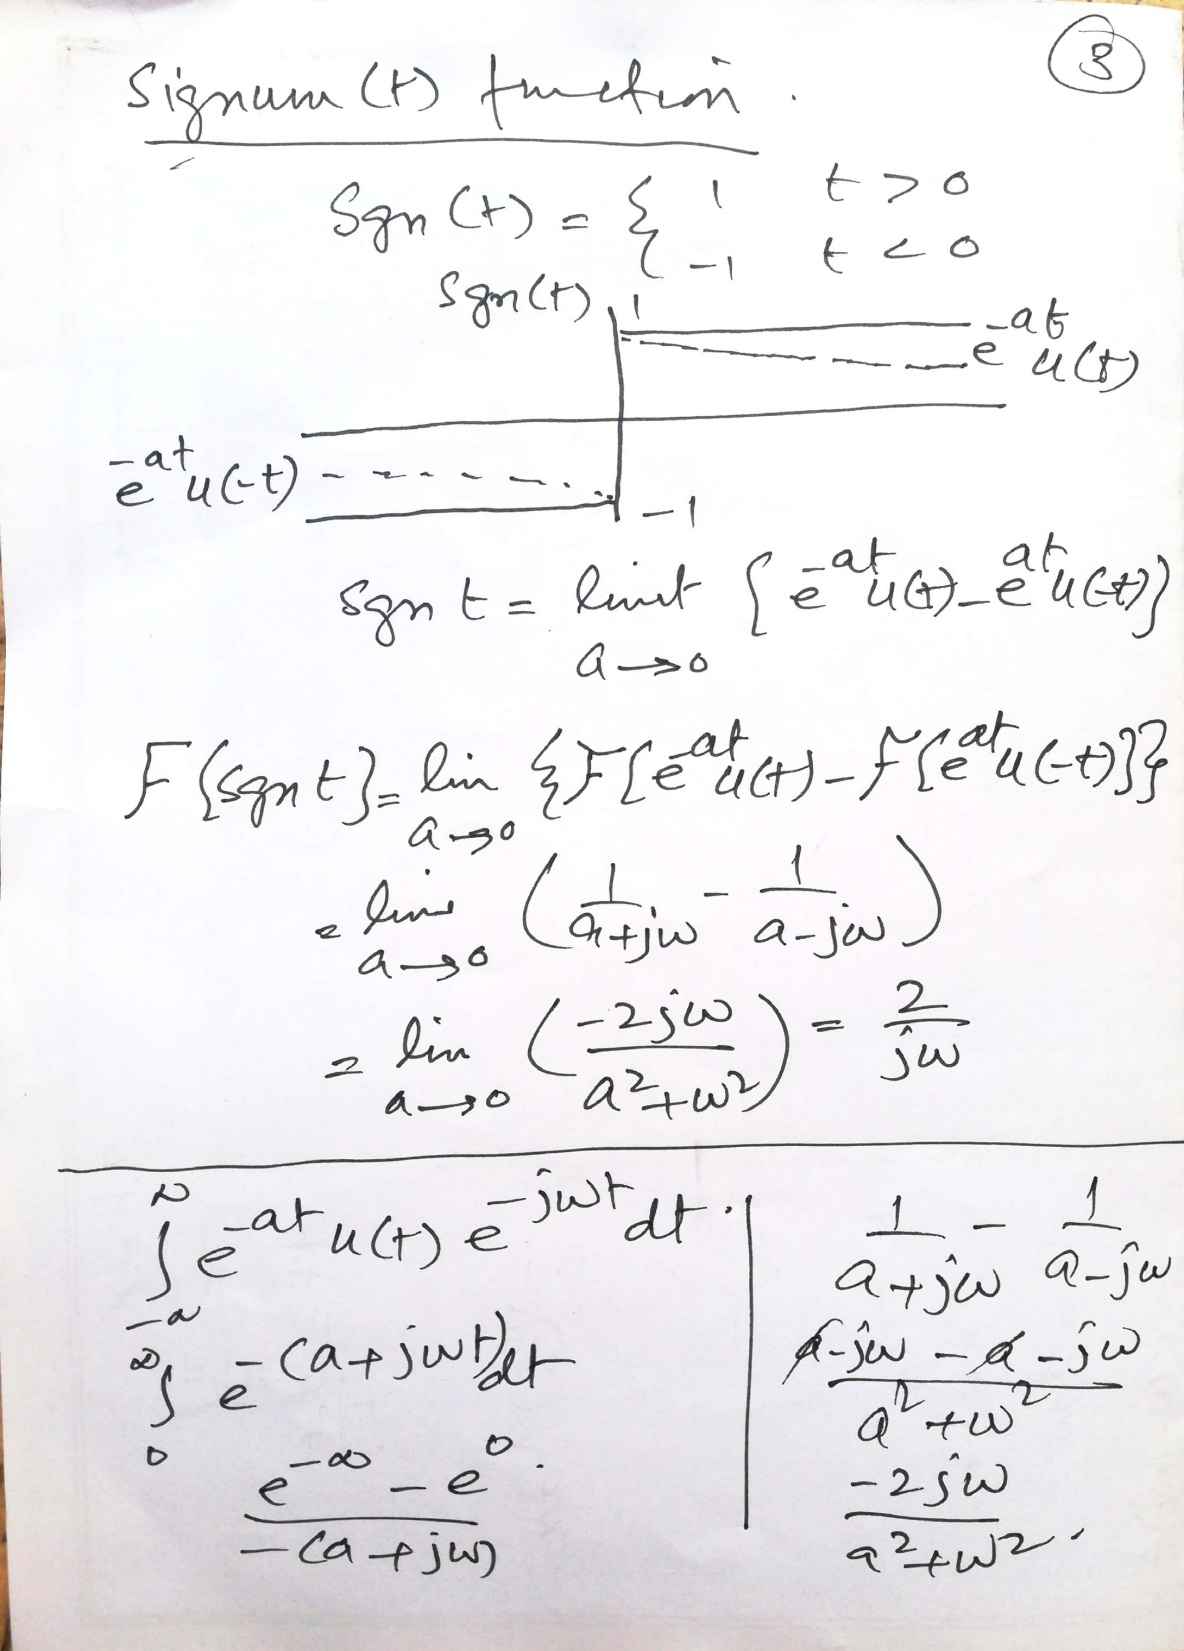 3
Signum (t) function.
Sgn (t) = { 1 t > 0
-1 t < 0
Sgn(t) 1
e^{-at} u(t)
e^{-at} u(-t)
-1
sgn t = limit { e^{-at} u(t) - e^{at} u(-t) }
a → 0
F {sgn t} = lim { F [ e^{-at} u(t) - F { e^{at} u(-t) } }
a → 0
= lim ( 1/(a+jω) - 1/(a-jω) )
a → 0
= lim ( -2jω/(a²+ω²) ) = 2/jω
a → 0
∫_{-∞}^{∞} e^{-at} u(t) e^{-jωt} dt.
∫_{0}^{∞} e^{-(a+jωt)} dt
e^{-∞} - e^{0}.
-(a+jω)
1/(a+jω) - 1/(a-jω)
a-jω - a-jω
a²+ω²
-2jω
a²+ω².